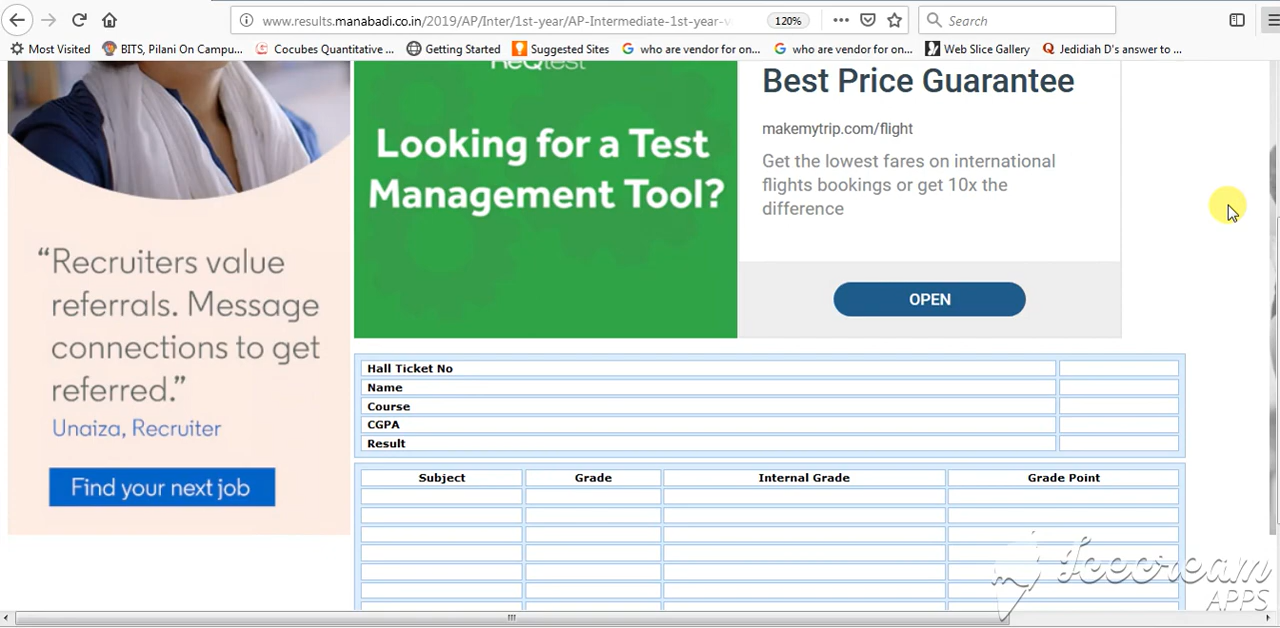 www.results.manabadi.co.in/2019/AP/Inter/1st-year/AP-Intermediate-1st-year-
120%
Search
Most Visited
BITS, Pilani On Campu...
Cocubes Quantitative ...
Getting Started
Suggested Sites
who are vendor for on...
who are vendor for on...
Web Slice Gallery
Jedidiah D's answer to ...
ReQtest
Looking for a Test
Management Tool?
Best Price Guarantee
makemytrip.com/flight
Get the lowest fares on international
flights bookings or get 10x the
difference
OPEN
“Recruiters value
referrals. Message
connections to get
referred.”
Unaiza, Recruiter
Find your next job
Hall Ticket No
Name
Course
CGPA
Result
Subject Grade Internal Grade Grade Point
Icecream
APPS